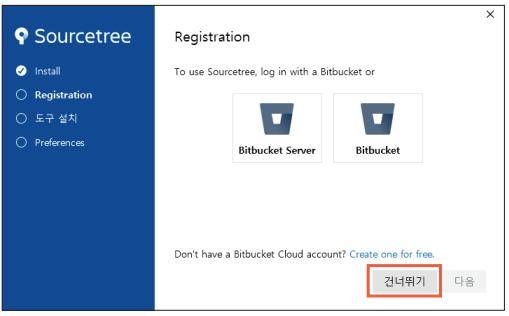 Sourcetree
Install
Registration
도구 설치
Preferences
Registration
To use Sourcetree, log in with a Bitbucket or
Bitbucket Server
Bitbucket
Don't have a Bitbucket Cloud account? Create one for free.
건너뛰기
다음